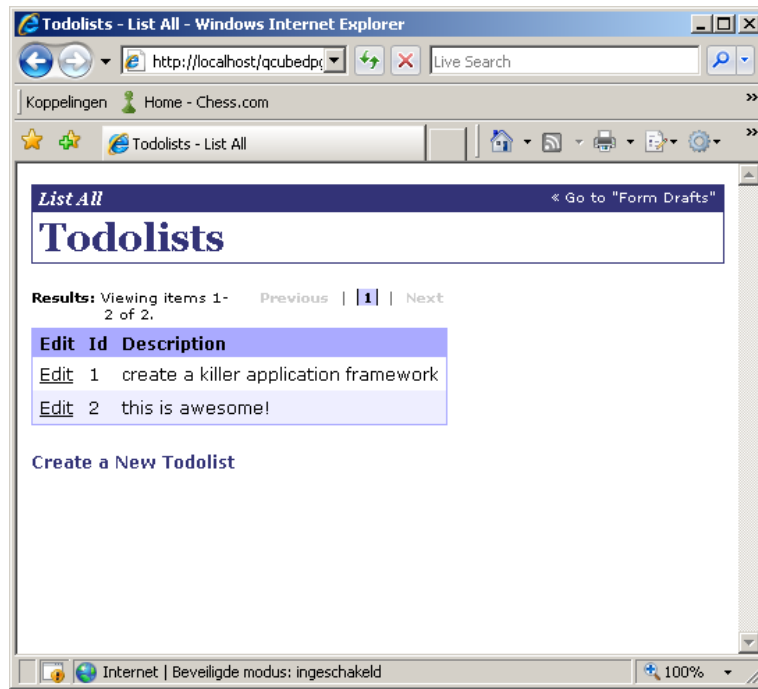 Todolists - List All - Windows Internet Explorer
http://localhost/qcubedpg
Live Search
Koppelingen Home - Chess.com
Todolists - List All
List All « Go to "Form Drafts"
Todolists
Results: Viewing items 1-
2 of 2.
Previous | 1 | Next
Edit Id Description
Edit 1 create a killer application framework
Edit 2 this is awesome!
Create a New Todolist
Internet | Beveiligde modus: ingeschakeld 100%